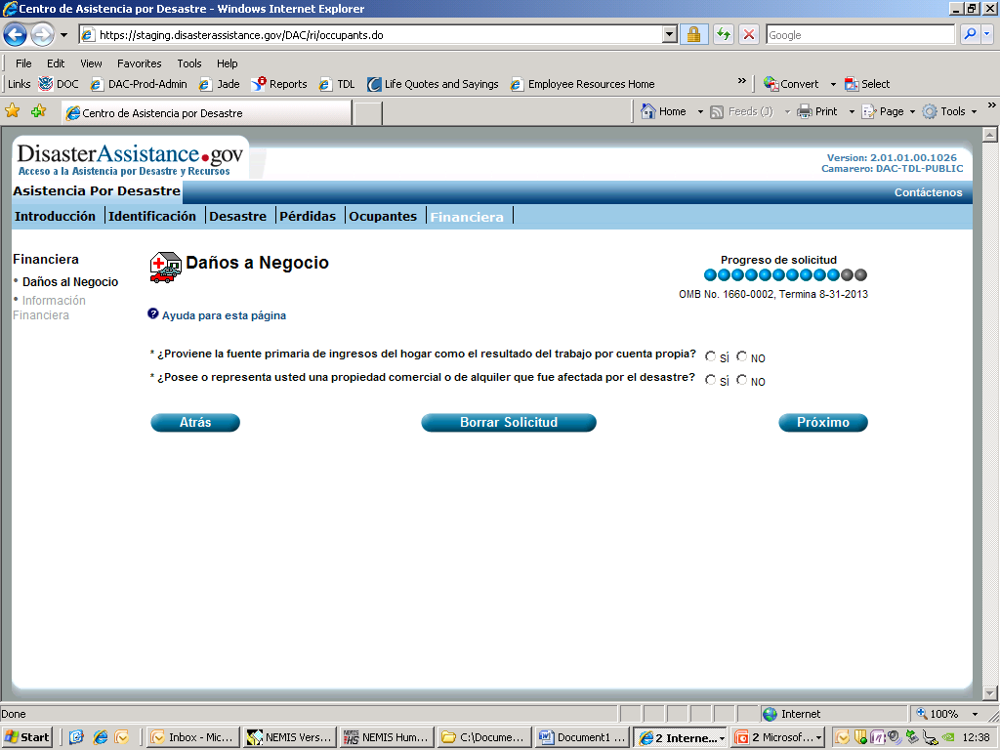 Centro de Asistencia por Desastre - Windows Internet Explorer
https://staging.disasterassistance.gov/DAC/ri/occupants.do
Google
File Edit View Favorites Tools Help
Links DOC DAC-Prod-Admin Jade Reports TDL Life Quotes and Sayings Employee Resources Home » Convert Select
Centro de Asistencia por Desastre
Home Feeds (J) Print Page Tools »
DisasterAssistance.gov
Acceso a la Asistencia por Desastre y Recursos
Version: 2.01.01.00.1026
Camarero: DAC-TDL-PUBLIC
Asistencia Por Desastre
Contáctenos
Introducción Identificación Desastre Pérdidas Ocupantes Financiera
Financiera
• Daños al Negocio
• Información
Financiera
Daños a Negocio
Progreso de solicitud
OMB No. 1660-0002, Termina 8-31-2013
? Ayuda para esta página
* ¿Proviene la fuente primaria de ingresos del hogar como el resultado del trabajo por cuenta propia? SÍ NO
* ¿Posee o representa usted una propiedad comercial o de alquiler que fue afectada por el desastre? SÍ NO
Atrás Borrar Solicitud Próximo
Done Internet 100%
Start Inbox - Mic... NEMIS Vers... NEMIS Hum... C:\Docume... Document1 ... 2 Interne... 2 Microsof... 12:38